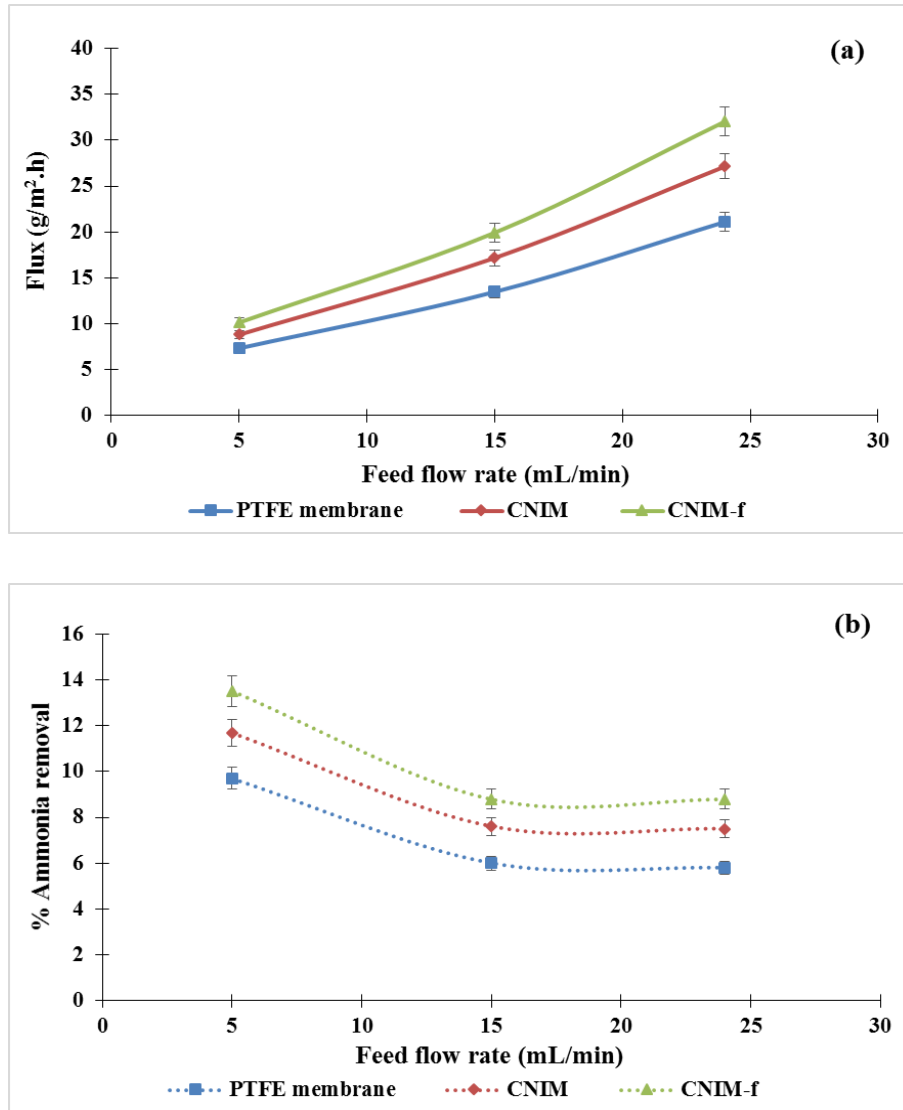 (a)
Flux (g/m².h)
40
35
30
25
20
15
10
5
0
0 5 10 15 20 25 30
Feed flow rate (mL/min)
PTFE membrane CNIM CNIM-f
(b)
% Ammonia removal
16
14
12
10
8
6
4
2
0
0 5 10 15 20 25 30
Feed flow rate (mL/min)
PTFE membrane CNIM CNIM-f